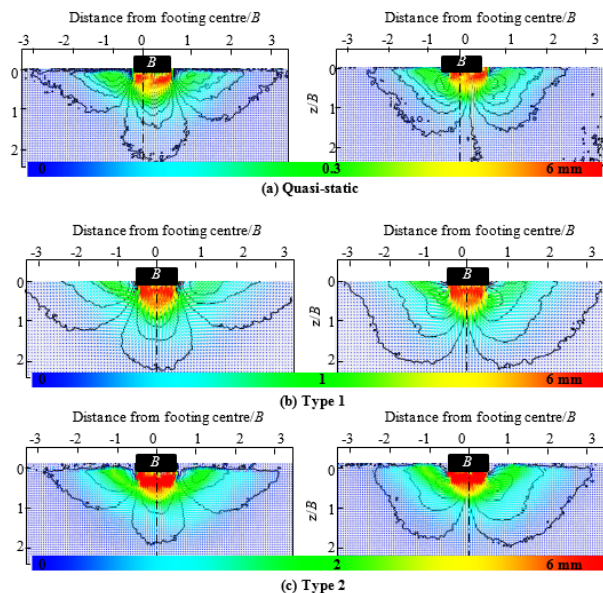 Distance from footing centre/B Distance from footing centre/B
-3 -2 -1 0 1 2 3 -3 -2 -1 0 1 2 3
B B
0 0
1 z/B 1
2 2
0 0.3 6 mm
(a) Quasi-static
Distance from footing centre/B Distance from footing centre/B
-3 -2 -1 0 1 2 3 -3 -2 -1 0 1 2 3
B B
0 0
1 z/B 1
2 2
0 1 6 mm
(b) Type 1
Distance from footing centre/B Distance from footing centre/B
-3 -2 -1 0 1 2 3 -3 -2 -1 0 1 2 3
B B
0 0
1 z/B 1
2 2
0 2 6 mm
(c) Type 2